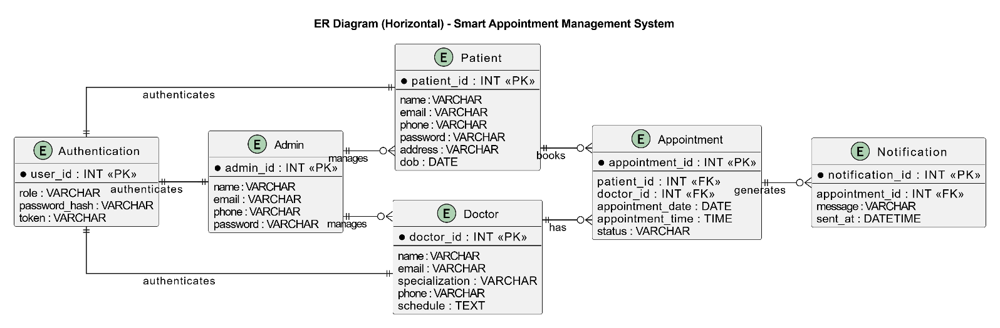 ER Diagram (Horizontal) - Smart Appointment Management System
E Patient
patient_id : INT «PK»
name : VARCHAR
email : VARCHAR
phone : VARCHAR
password : VARCHAR
address : VARCHAR
dob : DATE
authenticates
E Authentication
user_id : INT «PK»
role : VARCHAR
password_hash : VARCHAR
token : VARCHAR
authenticates
E Admin
admin_id : INT «PK»
name : VARCHAR
email : VARCHAR
phone : VARCHAR
password : VARCHAR
manages
manages
authenticates
E Doctor
doctor_id : INT «PK»
name : VARCHAR
email : VARCHAR
specialization : VARCHAR
phone : VARCHAR
schedule : TEXT
books
has
E Appointment
appointment_id : INT «PK»
patient_id : INT «FK»
doctor_id : INT «FK»
appointment_date : DATE
appointment_time : TIME
status : VARCHAR
generates
E Notification
notification_id : INT «PK»
appointment_id : INT «FK»
message : VARCHAR
sent_at : DATETIME